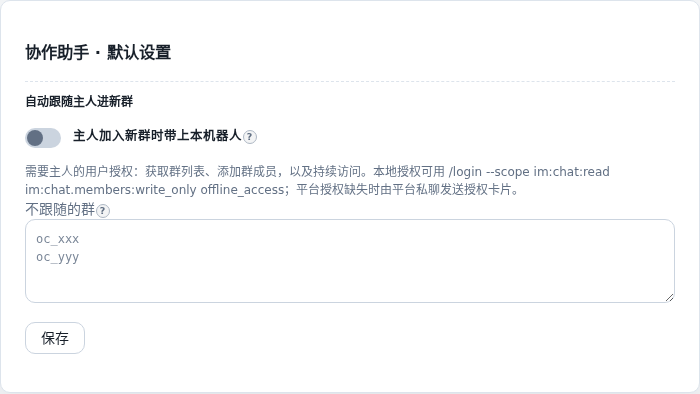 协作助手 · 默认设置
自动跟随主人进新群
主人加入新群时带上本机器人 ?
需要主人的用户授权：获取群列表、添加群成员，以及持续访问。本地授权可用 /login --scope im:chat:read
im:chat.members:write_only offline_access；平台授权缺失时由平台私聊发送授权卡片。
不跟随的群 ?
oc_xxx
oc_yyy
保存